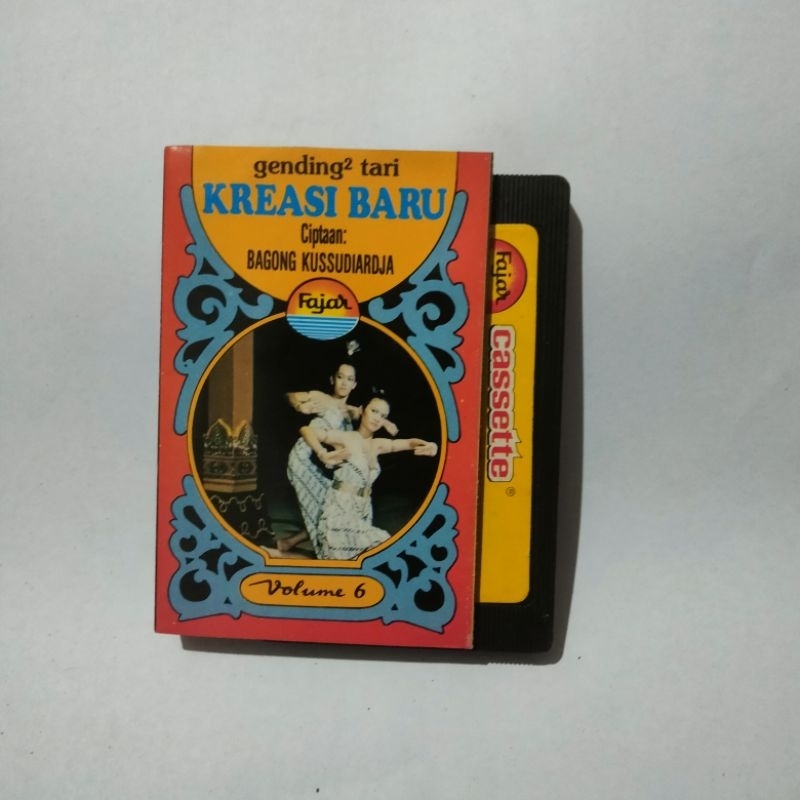 gending² tari
KREASI BARU
Ciptaan:
BAGONG KUSSUDIARDJA
Fajar
Volume 6
Fajar
cassette®